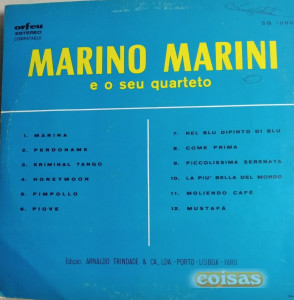 orfeu
ESTEREO
COMPATÍVEL
MARINO MARINI
e o seu quarteto
1. MARINA
2. PERDONAME
3. KRIMINAL TANGO
4. HONEYMOON
5. PIMPOLLO
6. PIOVE
7. NEL BLU DIPINTO DI BLU
8. COME PRIMA
9. PICCOLISSIMA SERENATA
10. LA PIU' BELLA DEL MONDO
11. MOLIENDO CAFÉ
12. MUSTAFÁ
Edição: ARNALDO TRINDADE & CA, LDA - PORTO - LISBOA -
coisas